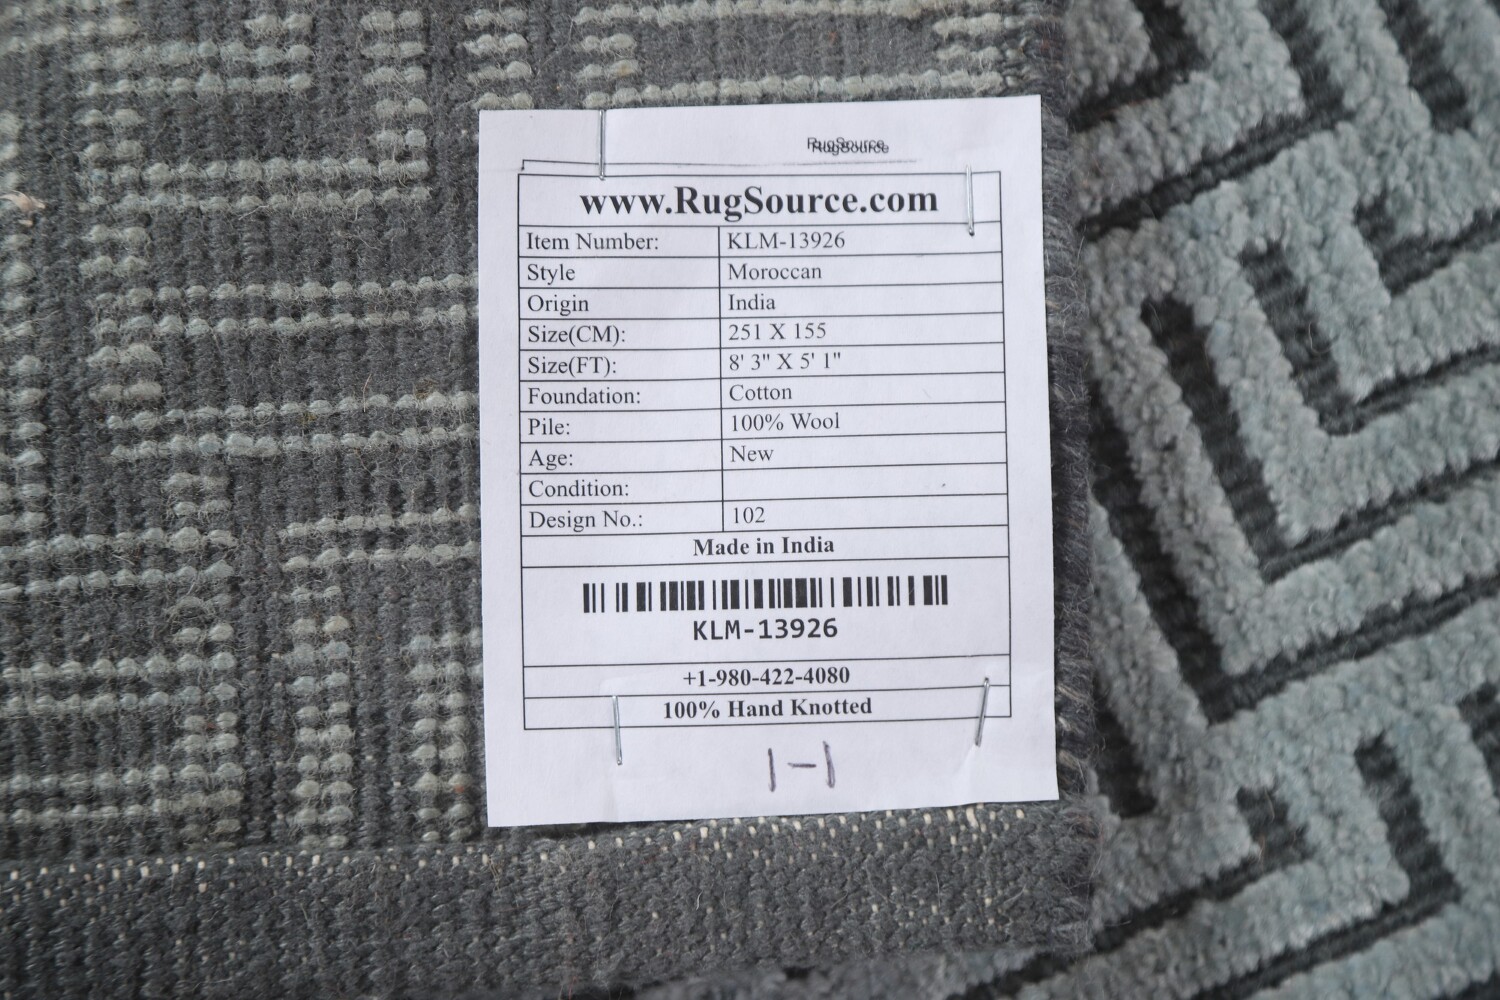 RugSource
RugSource
www.RugSource.com
Item Number: KLM-13926
Style Moroccan
Origin India
Size(CM): 251 X 155
Size(FT): 8' 3" X 5' 1"
Foundation: Cotton
Pile: 100% Wool
Age: New
Condition:
Design No.: 102
Made in India
KLM-13926
+1-980-422-4080
100% Hand Knotted
1-1